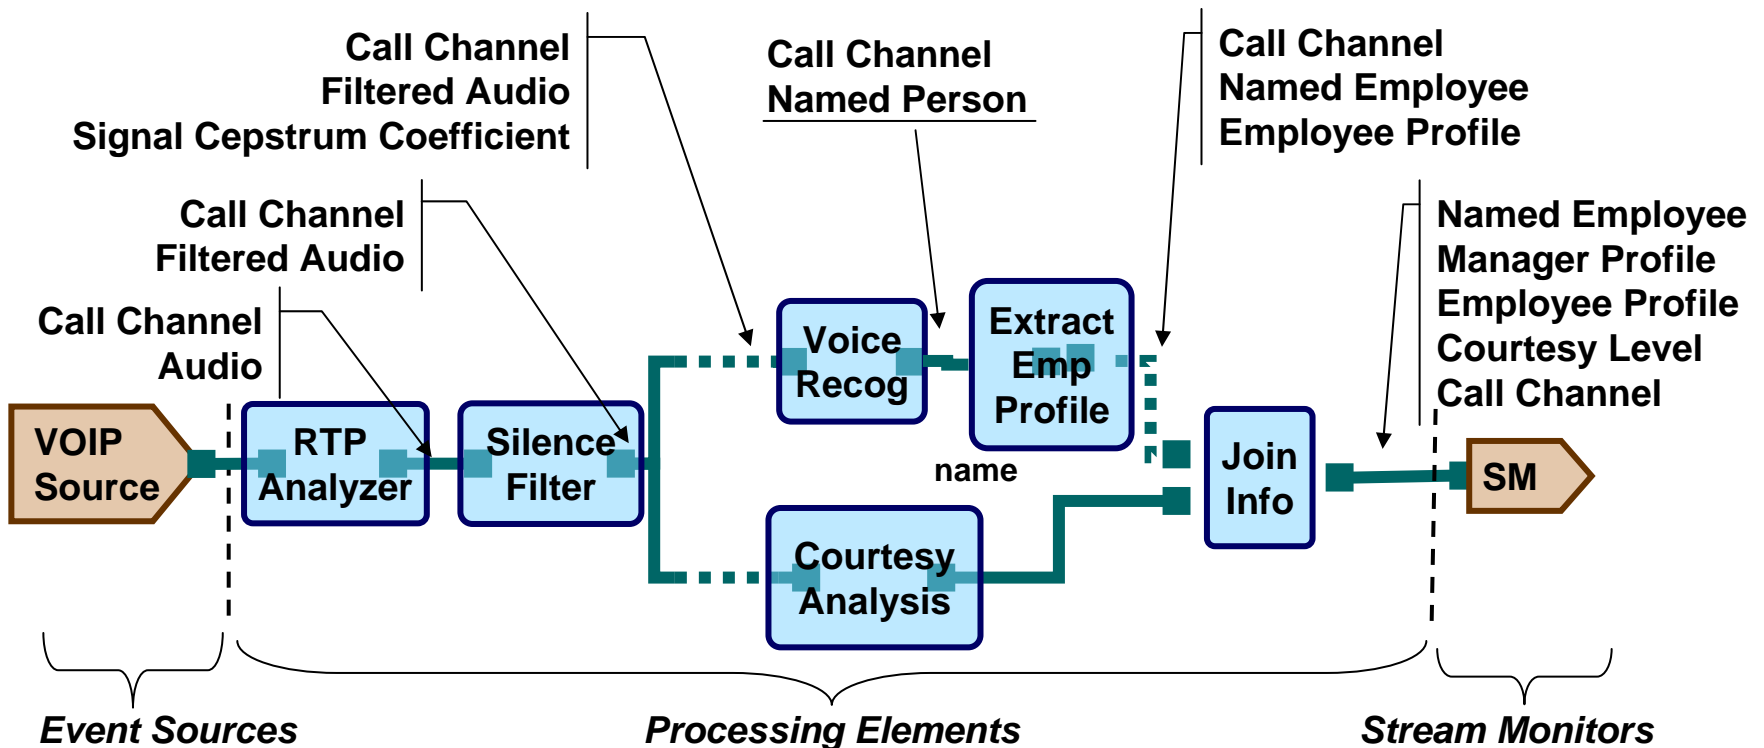 Call Channel
Filtered Audio
Signal Cepstrum Coefficient
Call Channel
Named Person
Call Channel
Named Employee
Employee Profile
Call Channel
Filtered Audio
Named Employee
Manager Profile
Employee Profile
Courtesy Level
Call Channel
Call Channel
Audio
VOIP
Source
RTP
Analyzer
Silence
Filter
Voice
Recog
Extract
Emp
Profile
name
Courtesy
Analysis
Join
Info
SM
Event Sources
Processing Elements
Stream Monitors